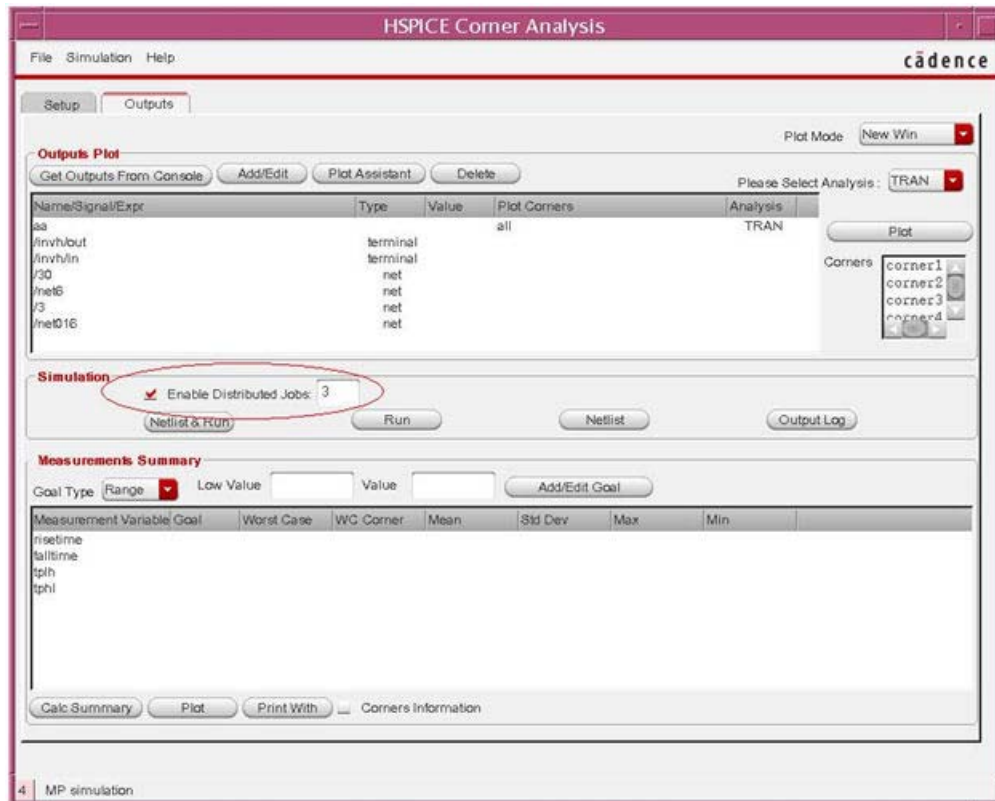 HSPICE Corner Analysis
File Simulation Help
cādence
Setup Outputs
Plot Mode New Win
Outputs Plot
Get Outputs From Console Add/Edit Plot Assistant Delete
Please Select Analysis : TRAN
Name/Signal/Expr Type Value Plot Corners Analysis
aa all TRAN
/invh/out terminal
/invh/in terminal
/30 net
/net6 net
/3 net
/net016 net
Plot
Corners
corner1
corner2
corner3
corner4
Simulation
Enable Distributed Jobs: 3
Netlist & Run Run Netlist Output Log
Measurements Summary
Goal Type Range Low Value Value Add/Edit Goal
Measurement Variable Goal Worst Case WC Corner Mean Std Dev Max Min
risetime
falltime
tplh
tphl
Calc Summary Plot Print With Corners Information
4 MP simulation